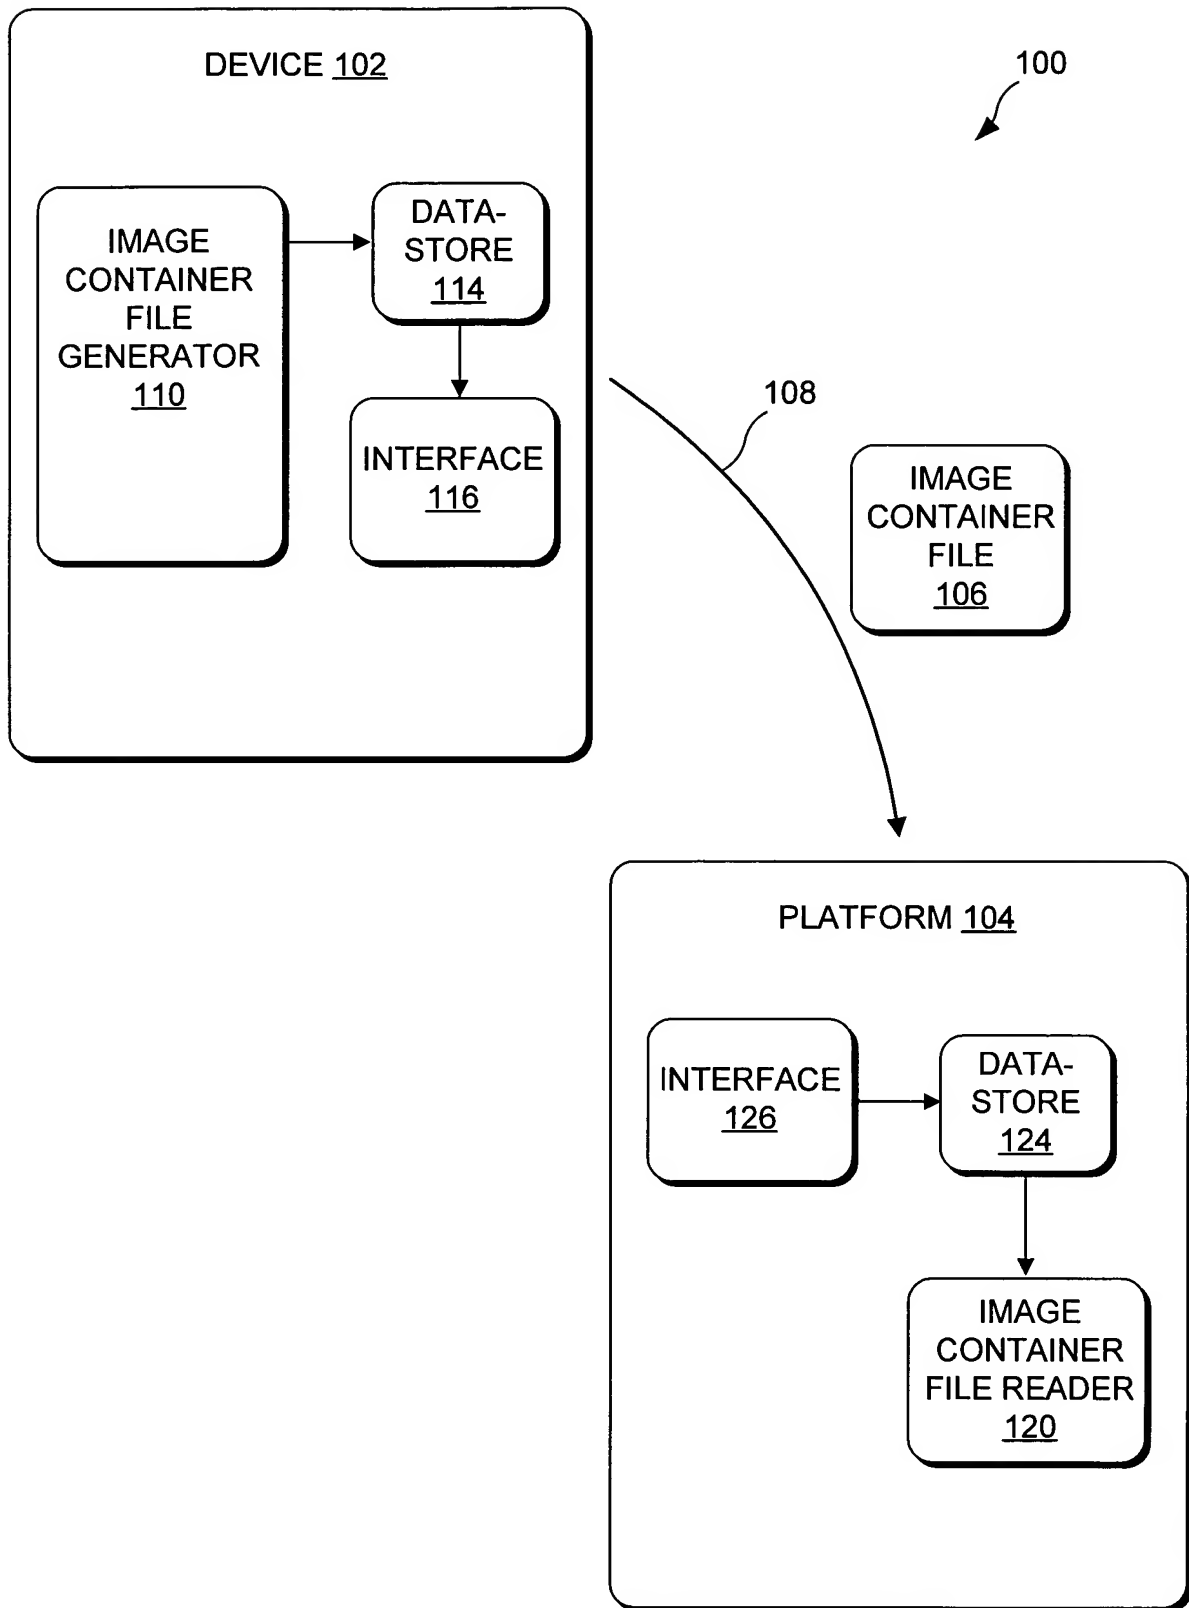 DEVICE 102
100
IMAGE
CONTAINER
FILE
GENERATOR
110
DATA-
STORE
114
INTERFACE
116
108
IMAGE
CONTAINER
FILE
106
PLATFORM 104
INTERFACE
126
DATA-
STORE
124
IMAGE
CONTAINER
FILE READER
120